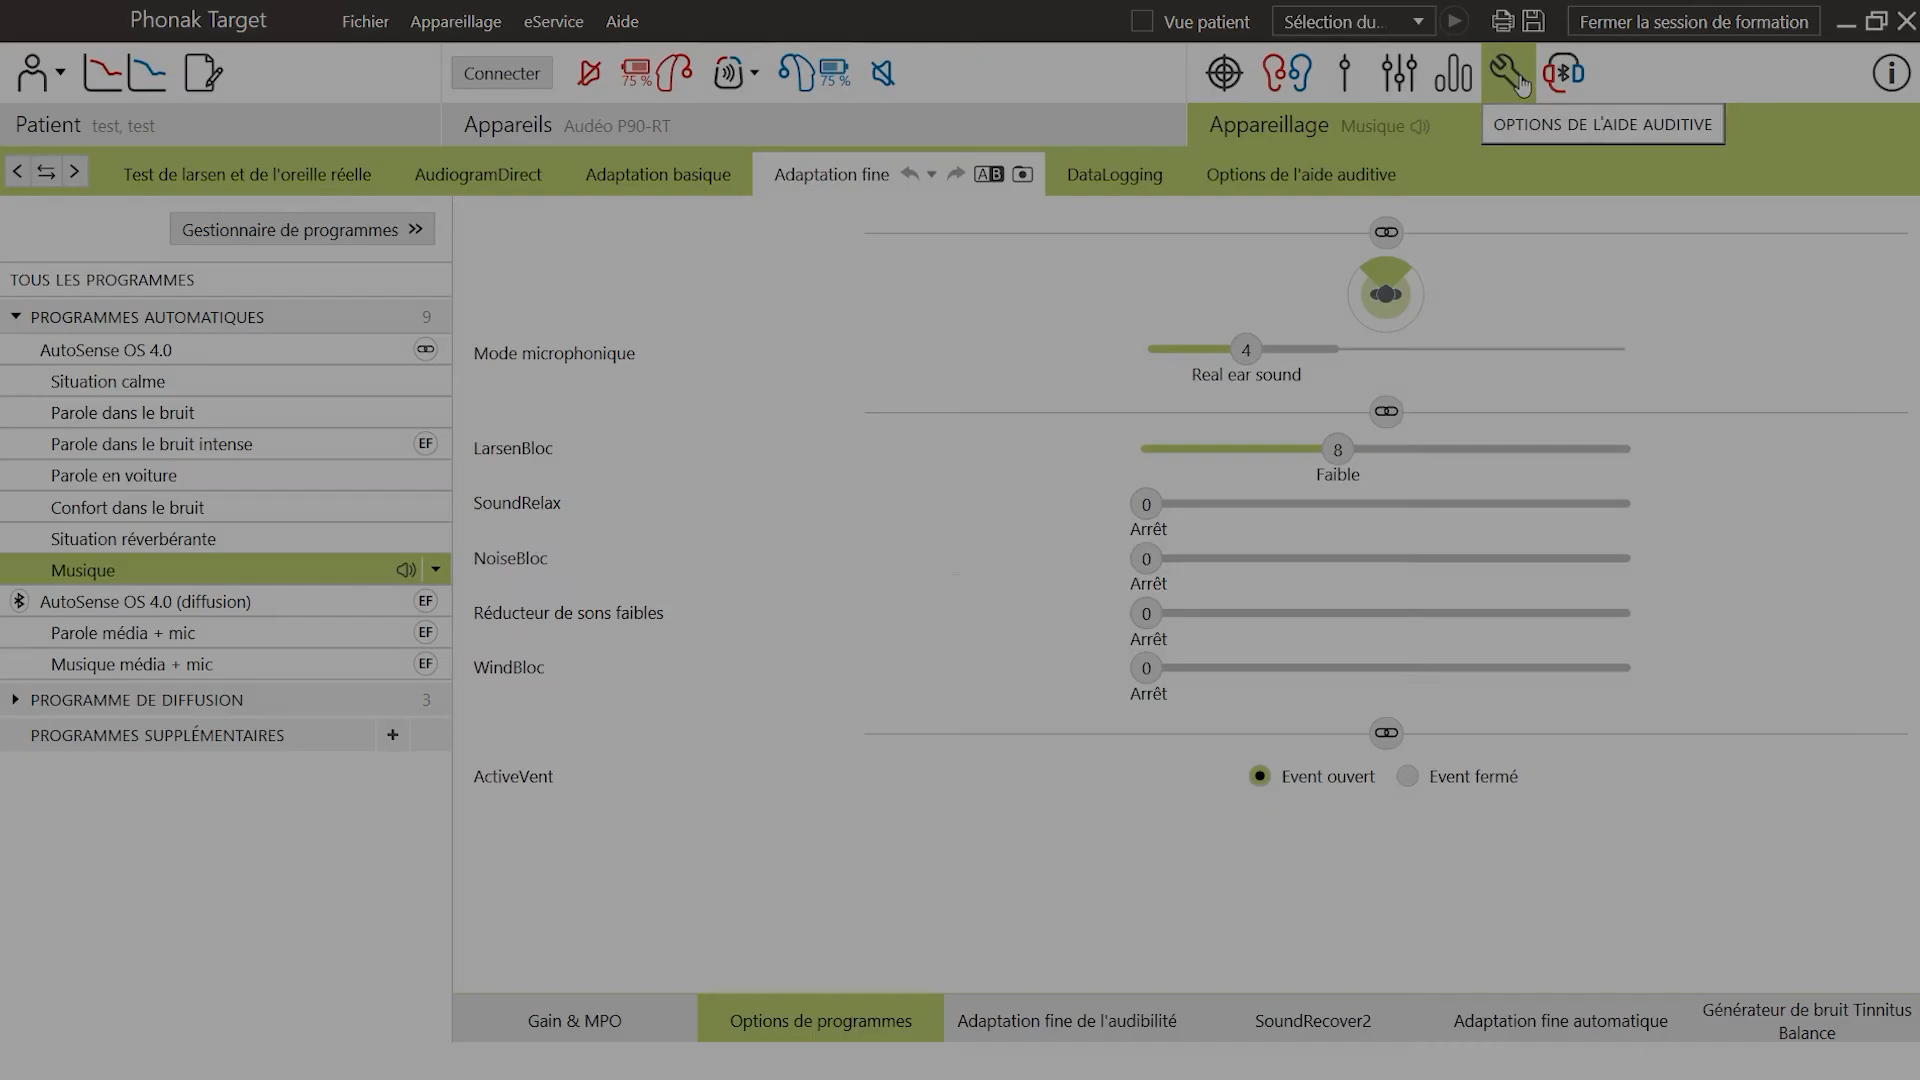 Phonak Target
Fichier
Appareillage
eService
Aide
Vue patient
Sélection du...
Fermer la session de formation
Connecter
75 %
75 %
Patient test, test
Appareils Audéo P90-RT
Appareillage Musique
OPTIONS DE L'AIDE AUDITIVE
Test de larsen et de l'oreille réelle
AudiogramDirect
Adaptation basique
Adaptation fine
AB
DataLogging
Options de l'aide auditive
Gestionnaire de programmes
TOUS LES PROGRAMMES
PROGRAMMES AUTOMATIQUES 9
AutoSense OS 4.0
Situation calme
Parole dans le bruit
Parole dans le bruit intense EF
Parole en voiture
Confort dans le bruit
Situation réverbérante
Musique
AutoSense OS 4.0 (diffusion) EF
Parole média + mic EF
Musique média + mic EF
PROGRAMME DE DIFFUSION 3
PROGRAMMES SUPPLÉMENTAIRES +
Mode microphonique
4
Real ear sound
LarsenBloc
8
Faible
SoundRelax
0
Arrêt
NoiseBloc
0
Arrêt
Réducteur de sons faibles
0
Arrêt
WindBloc
0
Arrêt
ActiveVent
Event ouvert
Event fermé
Gain & MPO
Options de programmes
Adaptation fine de l'audibilité
SoundRecover2
Adaptation fine automatique
Générateur de bruit Tinnitus
Balance